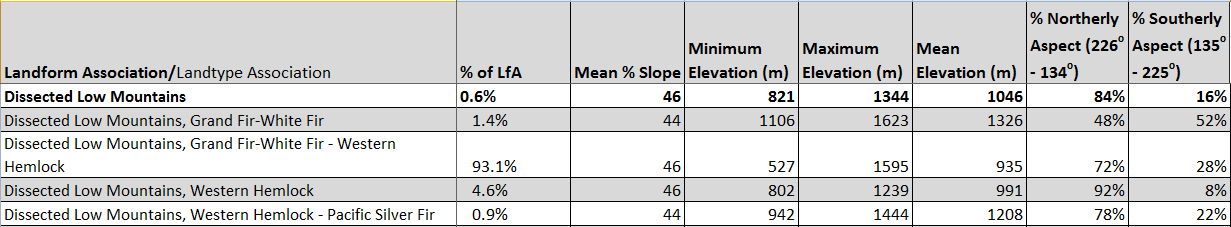 Landform Association/Landtype Association % of LfA Mean % Slope Minimum Elevation (m) Maximum Elevation (m) Mean Elevation (m) % Northerly Aspect (226° - 134°) % Southerly Aspect (135° - 225°)
Dissected Low Mountains 0.6% 46 821 1344 1046 84% 16%
Dissected Low Mountains, Grand Fir-White Fir 1.4% 44 1106 1623 1326 48% 52%
Dissected Low Mountains, Grand Fir-White Fir - Western
Hemlock 93.1% 46 527 1595 935 72% 28%
Dissected Low Mountains, Western Hemlock 4.6% 46 802 1239 991 92% 8%
Dissected Low Mountains, Western Hemlock - Pacific Silver Fir 0.9% 44 942 1444 1208 78% 22%